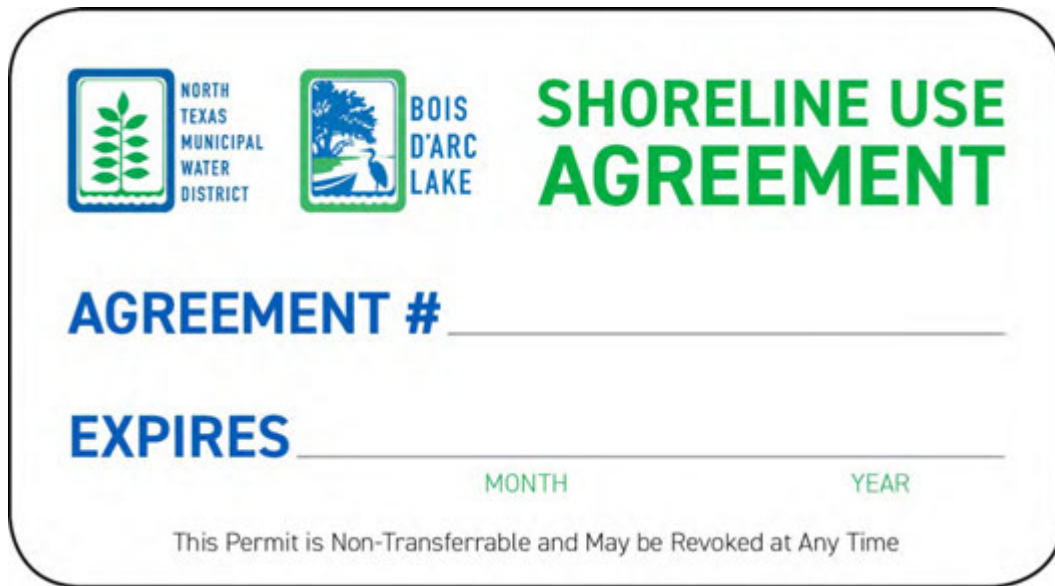 NORTH
TEXAS
MUNICIPAL
WATER
DISTRICT
BOIS
D'ARC
LAKE
SHORELINE USE
AGREEMENT
AGREEMENT #
EXPIRES
MONTH YEAR
This Permit is Non-Transferrable and May be Revoked at Any Time